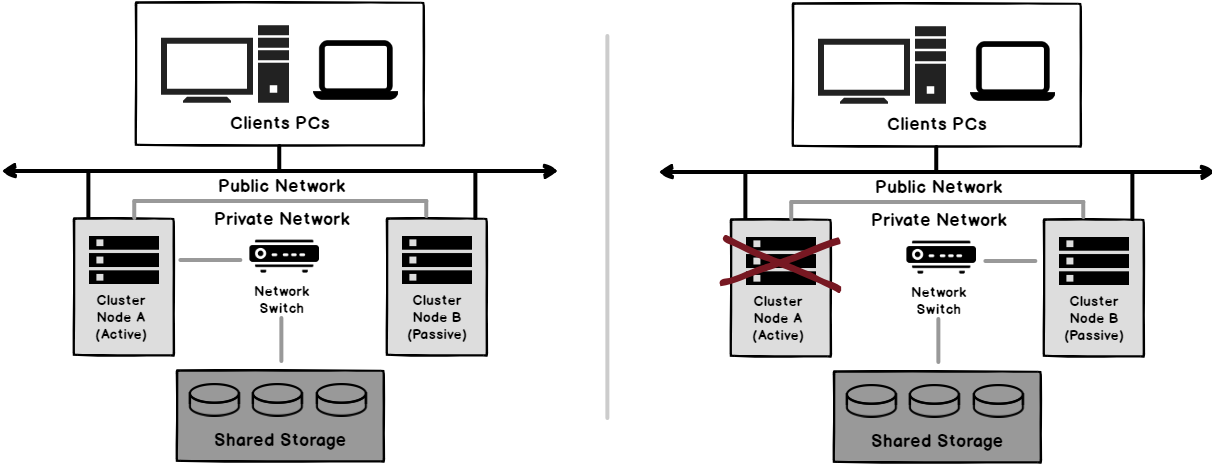 Clients PCs
Public Network
Private Network
Network
Switch
Cluster
Node A
(Active)
Cluster
Node B
(Passive)
Shared Storage
Clients PCs
Public Network
Private Network
Network
Switch
Cluster
Node A
(Active)
Cluster
Node B
(Passive)
Shared Storage